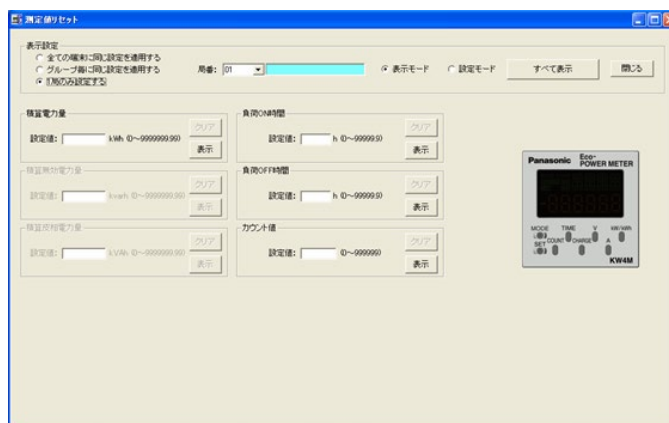 測定値リセット
表示設定
全ての端末に同じ設定を適用する
グループ毎に同じ設定を適用する
1局のみ設定する
局番: 01
表示モード
設定モード
すべて表示
閉じる
積算電力量
設定値: kWh (0~9999999.99)
クリア
表示
負荷ON時間
設定値: h (0~99999.9)
クリア
表示
積算無効電力量
設定値: kvarh (0~9999999.99)
クリア
表示
負荷OFF時間
設定値: h (0~99999.9)
クリア
表示
積算皮相電力量
設定値: kVAh (0~9999999.99)
クリア
表示
カウント値
設定値: (0~999999)
クリア
表示
Panasonic Eco-POWER METER
MODE TIME V kW/kWh
SET COUNT CHARGE A
KW4M